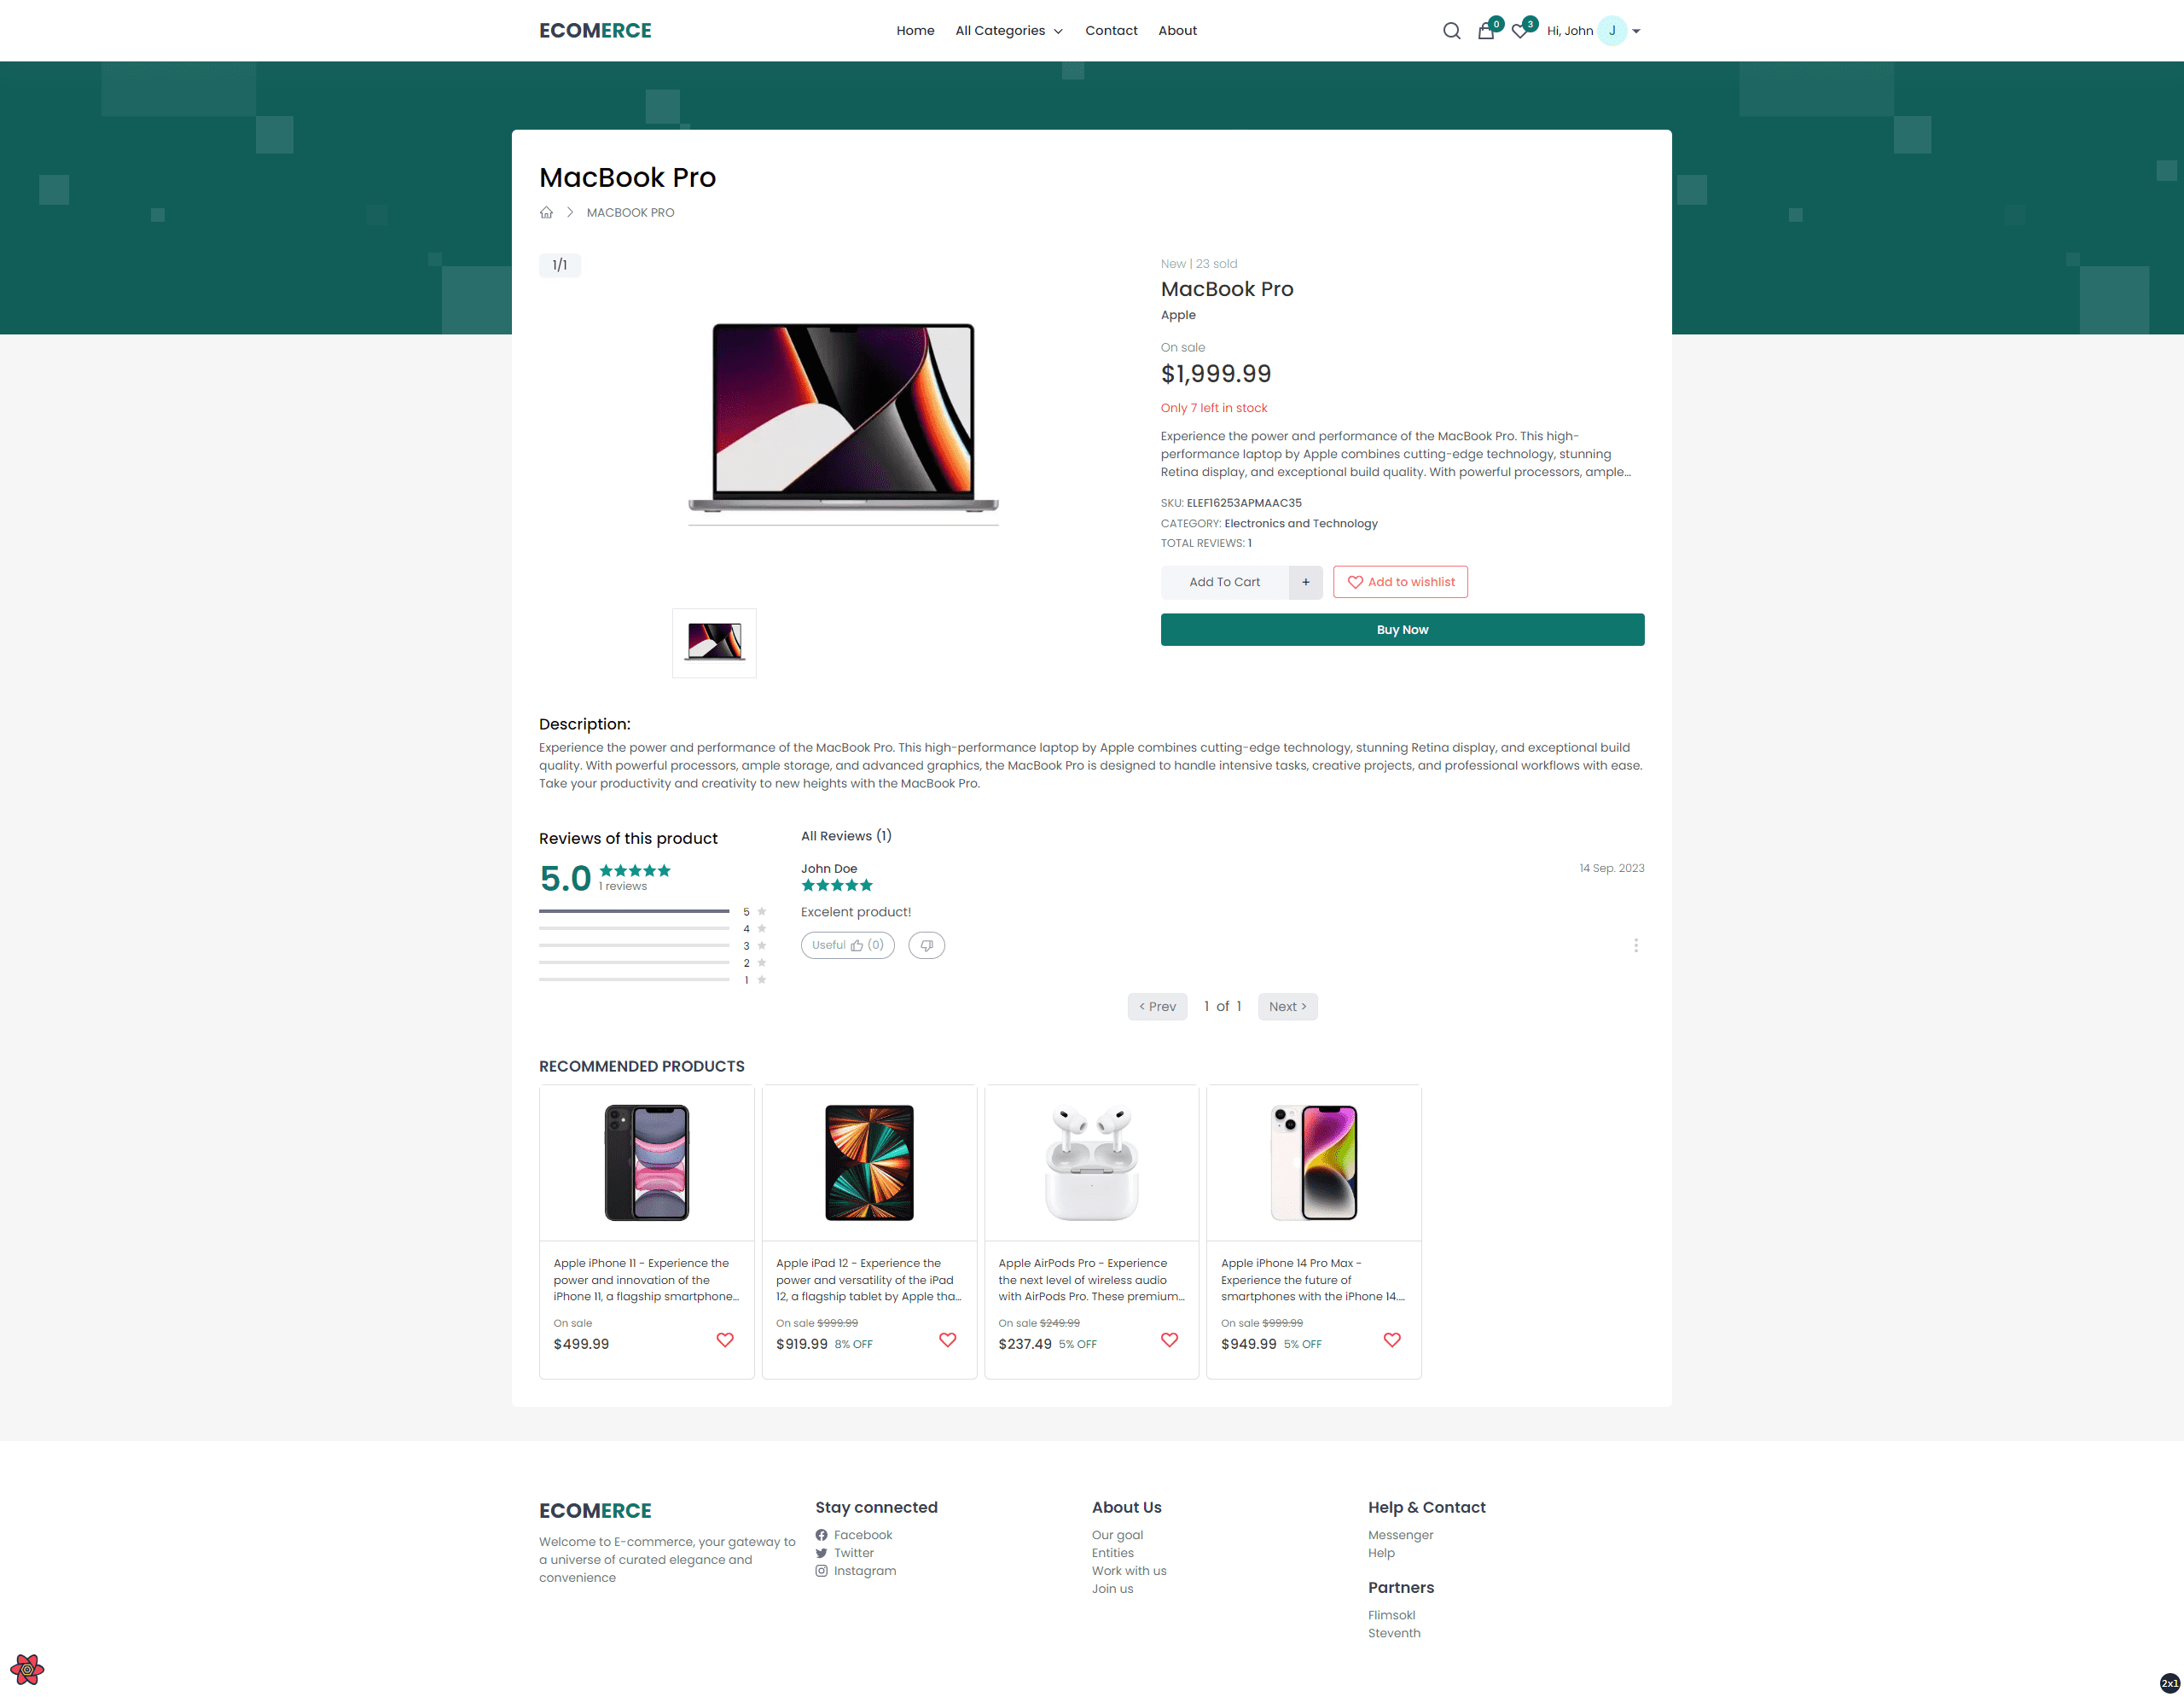 ECOMERCE
Home
All Categories
Contact
About
0
3
Hi, John
J
MacBook Pro
MACBOOK PRO
1/1
New | 23 sold
MacBook Pro
Apple
On sale
$1,999.99
Only 7 left in stock
Experience the power and performance of the MacBook Pro. This high-
performance laptop by Apple combines cutting-edge technology, stunning
Retina display, and exceptional build quality. With powerful processors, ample...
SKU: ELEF16253APMAAC35
CATEGORY: Electronics and Technology
TOTAL REVIEWS: 1
Add To Cart
+
Add to wishlist
Buy Now
Description:
Experience the power and performance of the MacBook Pro. This high-performance laptop by Apple combines cutting-edge technology, stunning Retina display, and exceptional build
quality. With powerful processors, ample storage, and advanced graphics, the MacBook Pro is designed to handle intensive tasks, creative projects, and professional workflows with ease.
Take your productivity and creativity to new heights with the MacBook Pro.
Reviews of this product
5.0
1 reviews
5
4
3
2
1
All Reviews (1)
John Doe
14 Sep. 2023
Excelent product!
Useful (0)
< Prev
1 of 1
Next >
RECOMMENDED PRODUCTS
Apple iPhone 11 - Experience the
power and innovation of the
iPhone 11, a flagship smartphone...
On sale
$499.99
Apple iPad 12 - Experience the
power and versatility of the iPad
12, a flagship tablet by Apple tha...
On sale $999.99
$919.99 8% OFF
Apple AirPods Pro - Experience
the next level of wireless audio
with AirPods Pro. These premium...
On sale $249.99
$237.49 5% OFF
Apple iPhone 14 Pro Max -
Experience the future of
smartphones with the iPhone 14....
On sale $999.99
$949.99 5% OFF
ECOMERCE
Welcome to E-commerce, your gateway to
a universe of curated elegance and
convenience
Stay connected
Facebook
Twitter
Instagram
About Us
Our goal
Entities
Work with us
Join us
Help & Contact
Messenger
Help
Partners
Flimsokl
Steventh
2x1